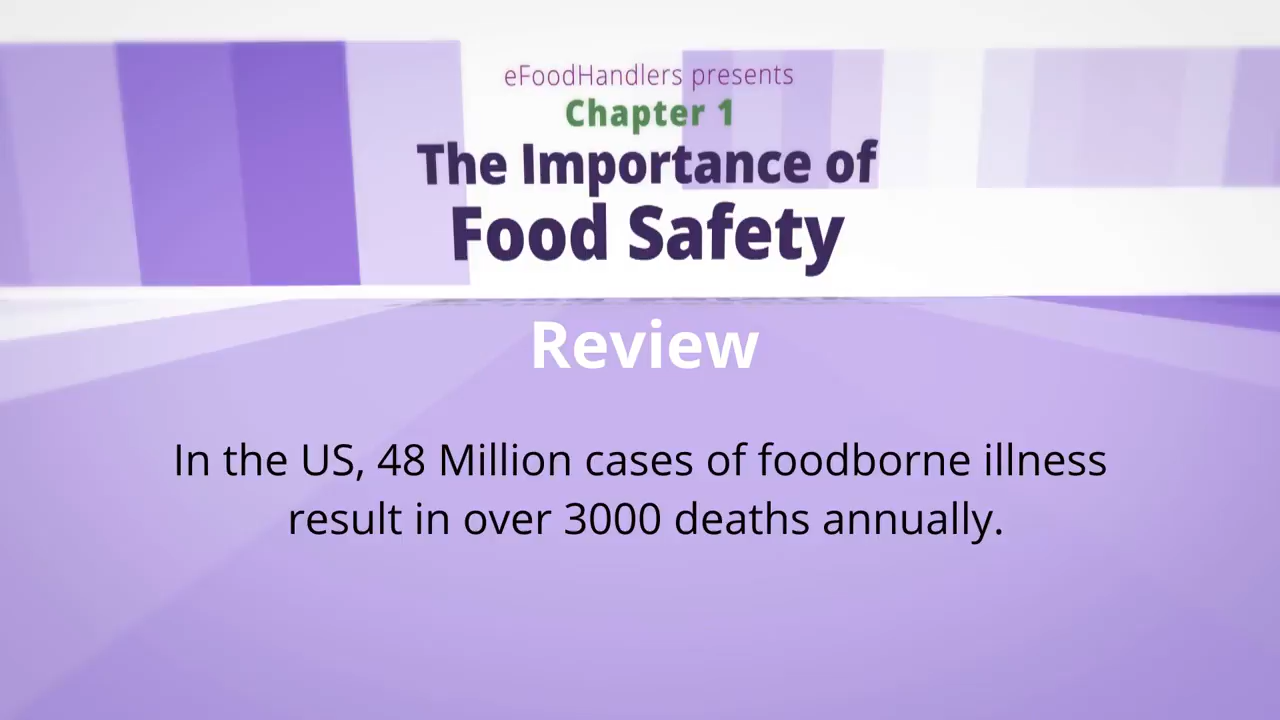 eFoodHandlers presents
Chapter 1
The Importance of
Food Safety
Review
In the US, 48 Million cases of foodborne illness
result in over 3000 deaths annually.